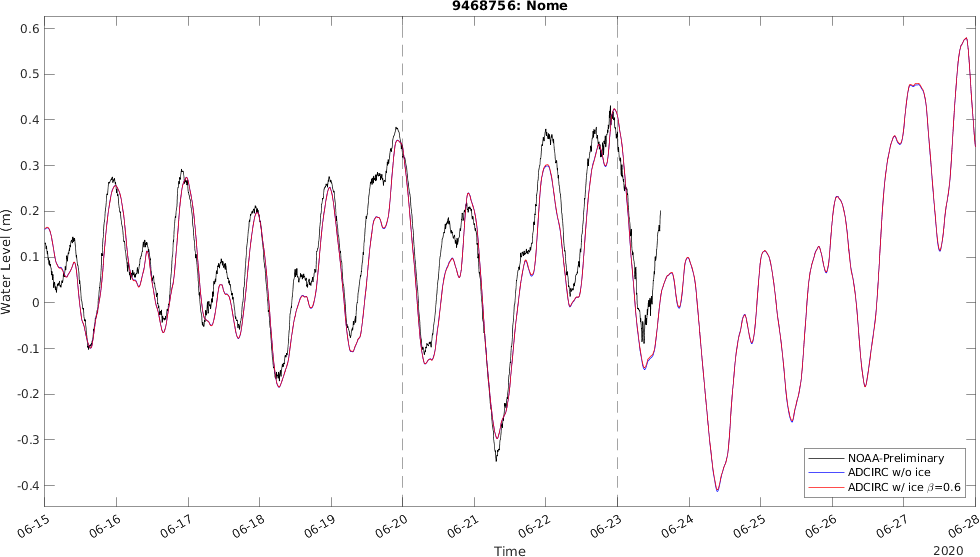 9468756: Nome
Water Level (m)
0.6
0.5
0.4
0.3
0.2
0.1
0
-0.1
-0.2
-0.3
-0.4
NOAA-Preliminary
ADCIRC w/o ice
ADCIRC w/ ice β=0.6
06-15 06-16 06-17 06-18 06-19 06-20 06-21 06-22 06-23 06-24 06-25 06-26 06-27 06-28
Time
2020